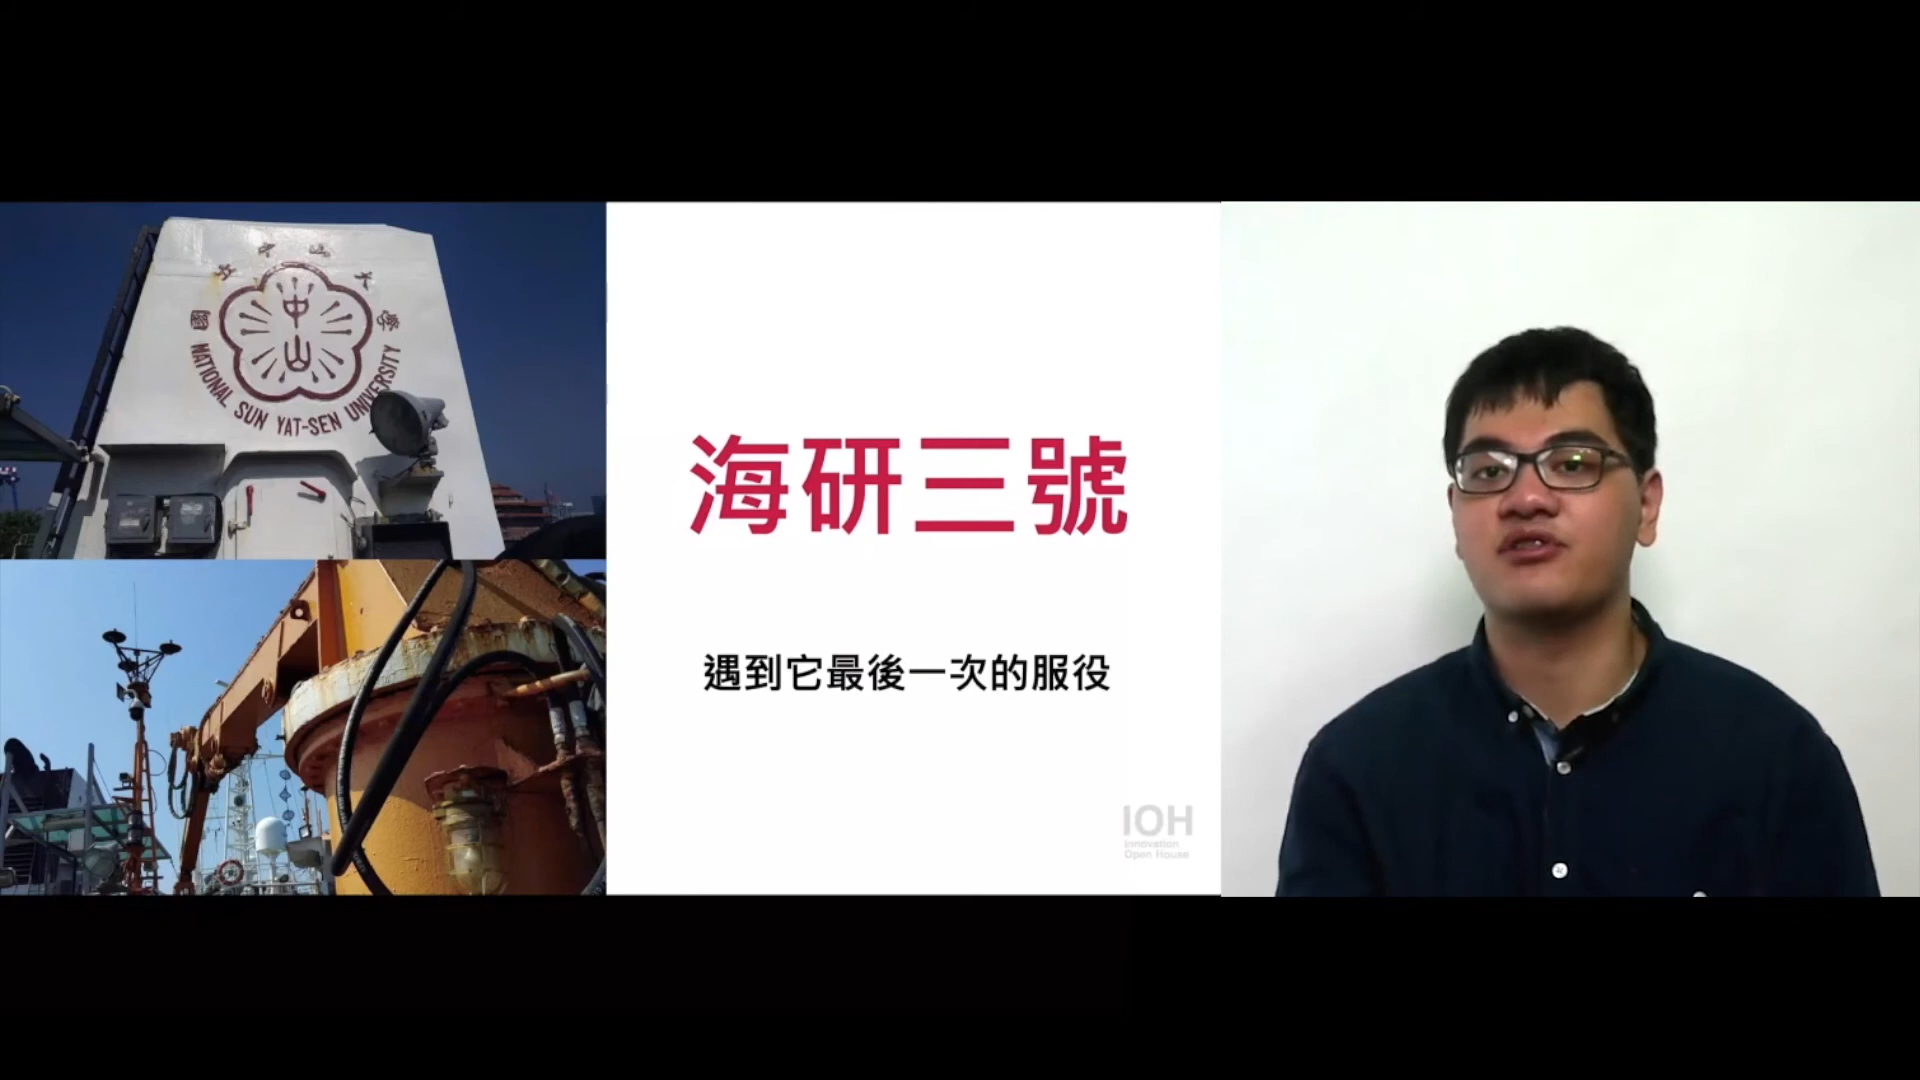 國立中山大學
中山
NATIONAL SUN YAT-SEN UNIVERSITY
海研三號
遇到它最後一次的服役
IOH
Innovation
Open House